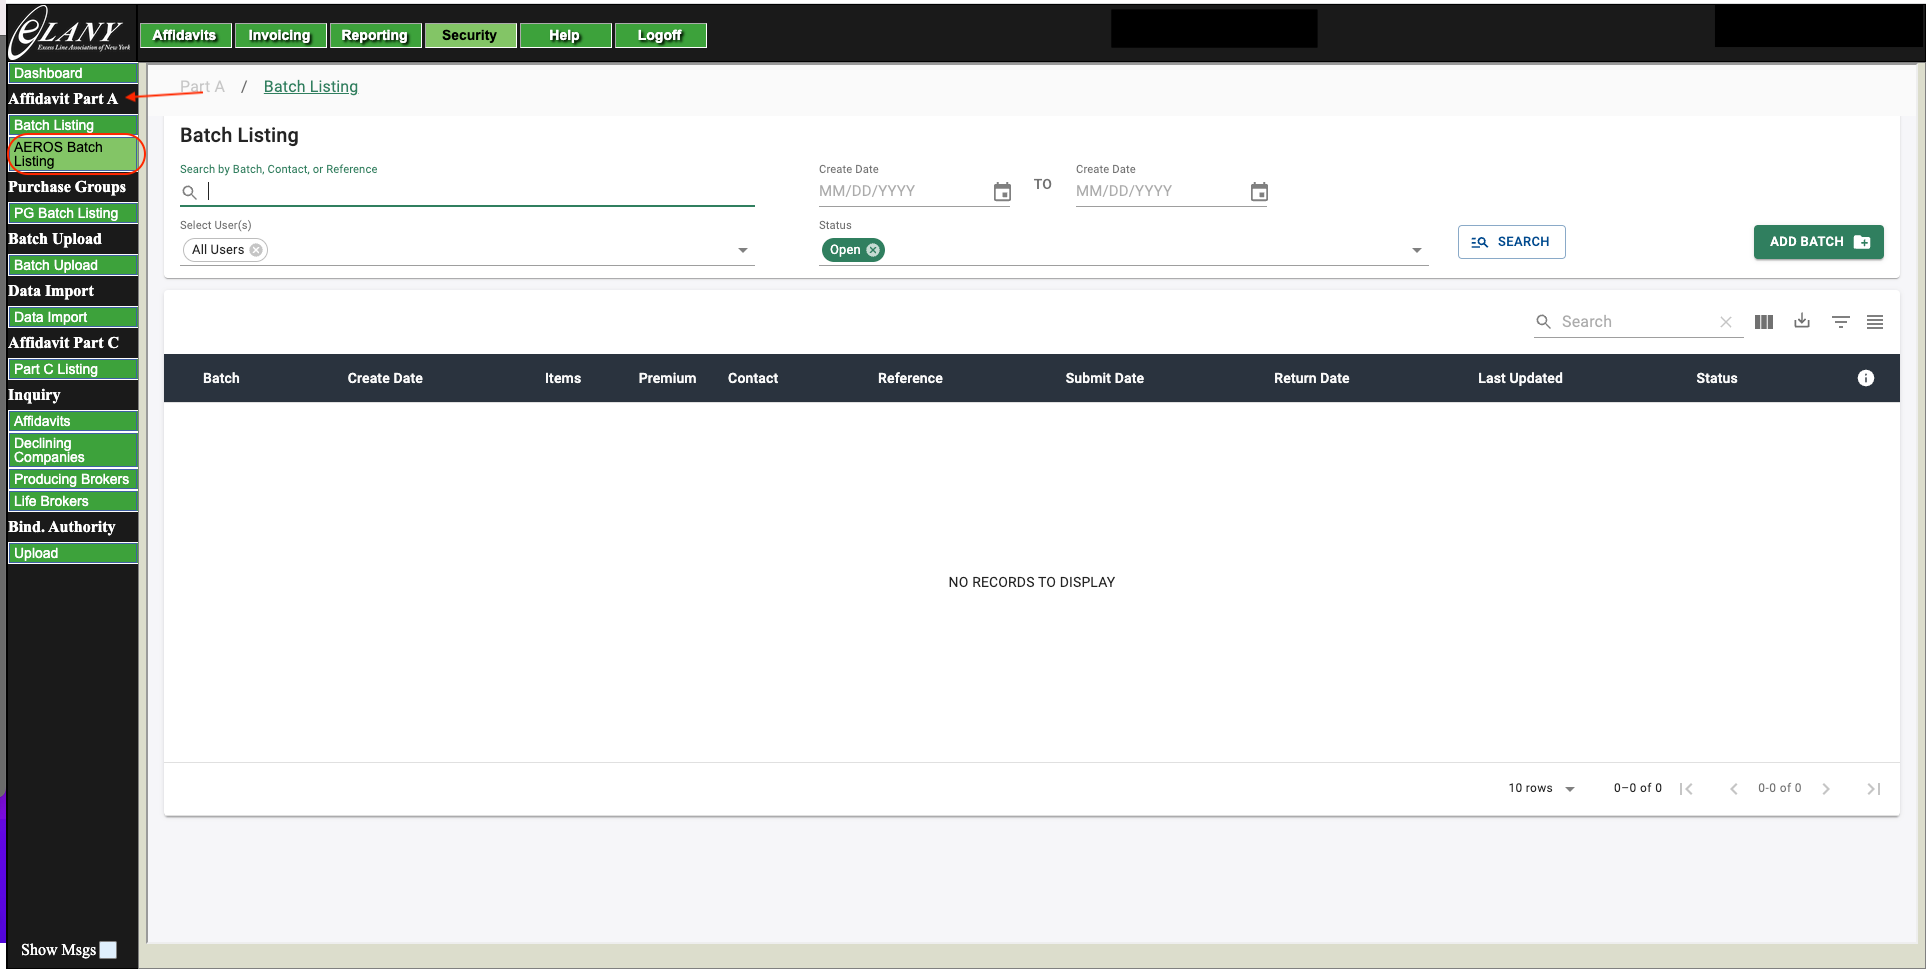 eLANY
Excess Line Association of New York
Affidavits Invoicing Reporting Security Help Logoff
Dashboard
Affidavit Part A
Batch Listing
AEROS Batch
Listing
Purchase Groups
PG Batch Listing
Batch Upload
Batch Upload
Data Import
Data Import
Affidavit Part C
Part C Listing
Inquiry
Affidavits
Declining
Companies
Producing Brokers
Life Brokers
Bind. Authority
Upload
Show Msgs
Part A / Batch Listing
Batch Listing
Search by Batch, Contact, or Reference
Create Date
MM/DD/YYYY
TO
Create Date
MM/DD/YYYY
Select User(s)
All Users
Status
Open
SEARCH
ADD BATCH
Search
Batch Create Date Items Premium Contact Reference Submit Date Return Date Last Updated Status
NO RECORDS TO DISPLAY
10 rows 0–0 of 0 0-0 of 0